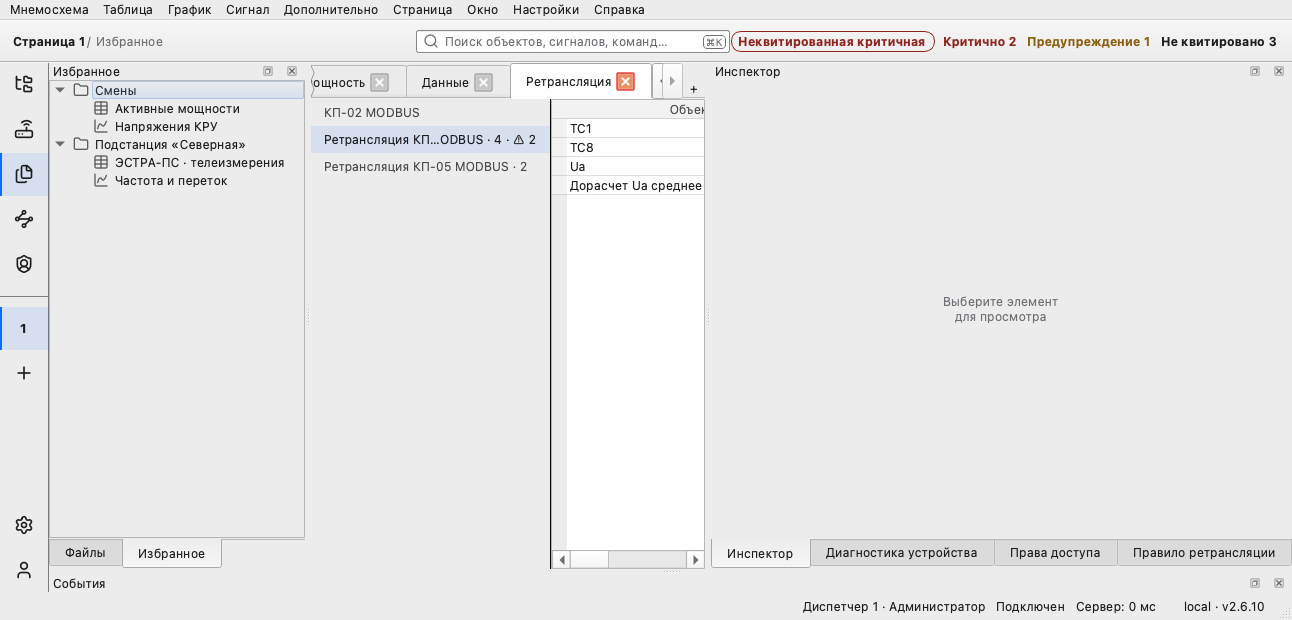 Мнемосхема Таблица График Сигнал Дополнительно Страница Окно Настройки Справка
Страница 1 / Избранное
Поиск объектов, сигналов, команд... ⌘K
Неквитированная критичная Критично 2 Предупреждение 1 Не квитировано 3
Избранное
Смены
Активные мощности
Напряжения КРУ
Подстанция «Северная»
ЭСТРА-ПС · телеизмерения
Частота и переток
1
Файлы Избранное
ощность Данные Ретрансляция +
КП-02 MODBUS
Ретрансляция КП...ODBUS · 4 · ⚠ 2
Ретрансляция КП-05 MODBUS · 2
Объек
ТС1
ТС8
Ua
Дорасчет Ua среднее
Инспектор
Выберите элемент
для просмотра
Инспектор Диагностика устройства Права доступа Правило ретрансляции
События
Диспетчер 1 · Администратор Подключен Сервер: 0 мс local · v2.6.10